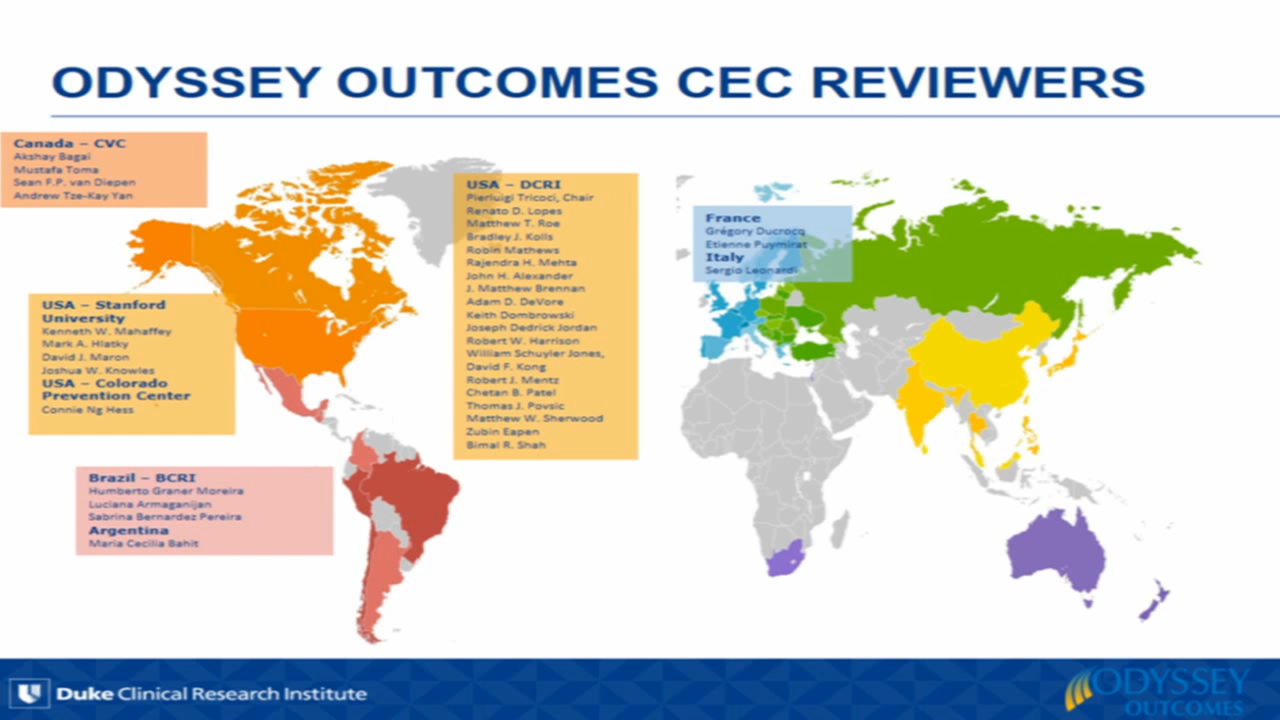 ODYSSEY OUTCOMES CEC REVIEWERS
Canada – CVC
Akshay Bagai
Mustafa Toma
Sean F.P. van Diepen
Andrew Tze-Kay Yan
USA – Stanford
University
Kenneth W. Mahaffey
Mark A. Hlatky
David J. Maron
Joshua W. Knowles
USA – Colorado
Prevention Center
Connie Ng Hess
Brazil – BCRI
Humberto Graner Moreira
Luciana Armaganijan
Sabrina Bernardez Pereira
Argentina
Maria Cecilia Bahit
USA – DCRI
Pierluigi Tricoci, Chair
Renato D. Lopes
Matthew T. Roe
Bradley J. Kolls
Robin Mathews
Rajendra H. Mehta
John H. Alexander
J. Matthew Brennan
Adam D. DeVore
Keith Dombrowski
Joseph Dedrick Jordan
Robert W. Harrison
William Schuyler Jones,
David F. Kong
Robert J. Mentz
Chetan B. Patel
Thomas J. Povsic
Matthew W. Sherwood
Zubin Eapen
Bimal R. Shah
France
Grégory Ducrocq
Etienne Puymirat
Italy
Sergio Leonardi
Duke Clinical Research Institute
ODYSSEY
OUTCOMES